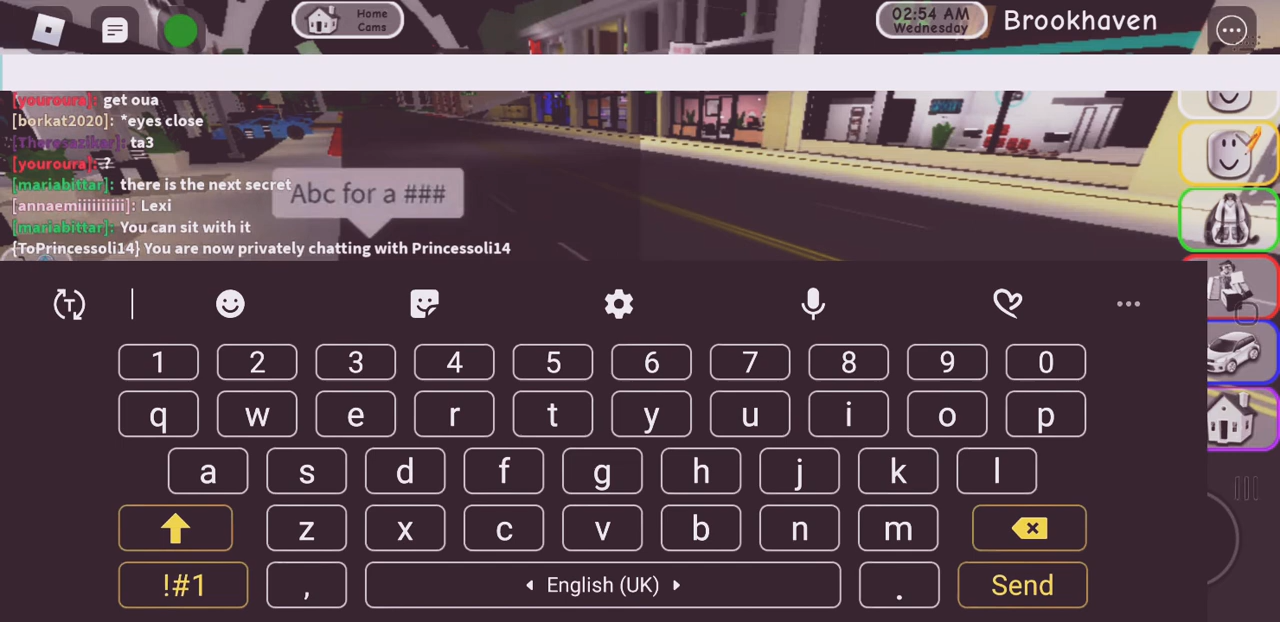 Home
Cams
02:54 AM
Wednesday
Brookhaven
[youroura]: get oua
[borkat2020]: *eyes close
[Theresazikar]: ta3
[youroura]: ?
[mariabittar]: there is the next secret
[annaemiiiiiiiiii]: Lexi
[mariabittar]: You can sit with it
{ToPrincessoli14} You are now privately chatting with Princessoli14
Abc for a ###
T
1 2 3 4 5 6 7 8 9 0
q w e r t y u i o p
a s d f g h j k l
z x c v b n m
!#1 , English (UK) . Send